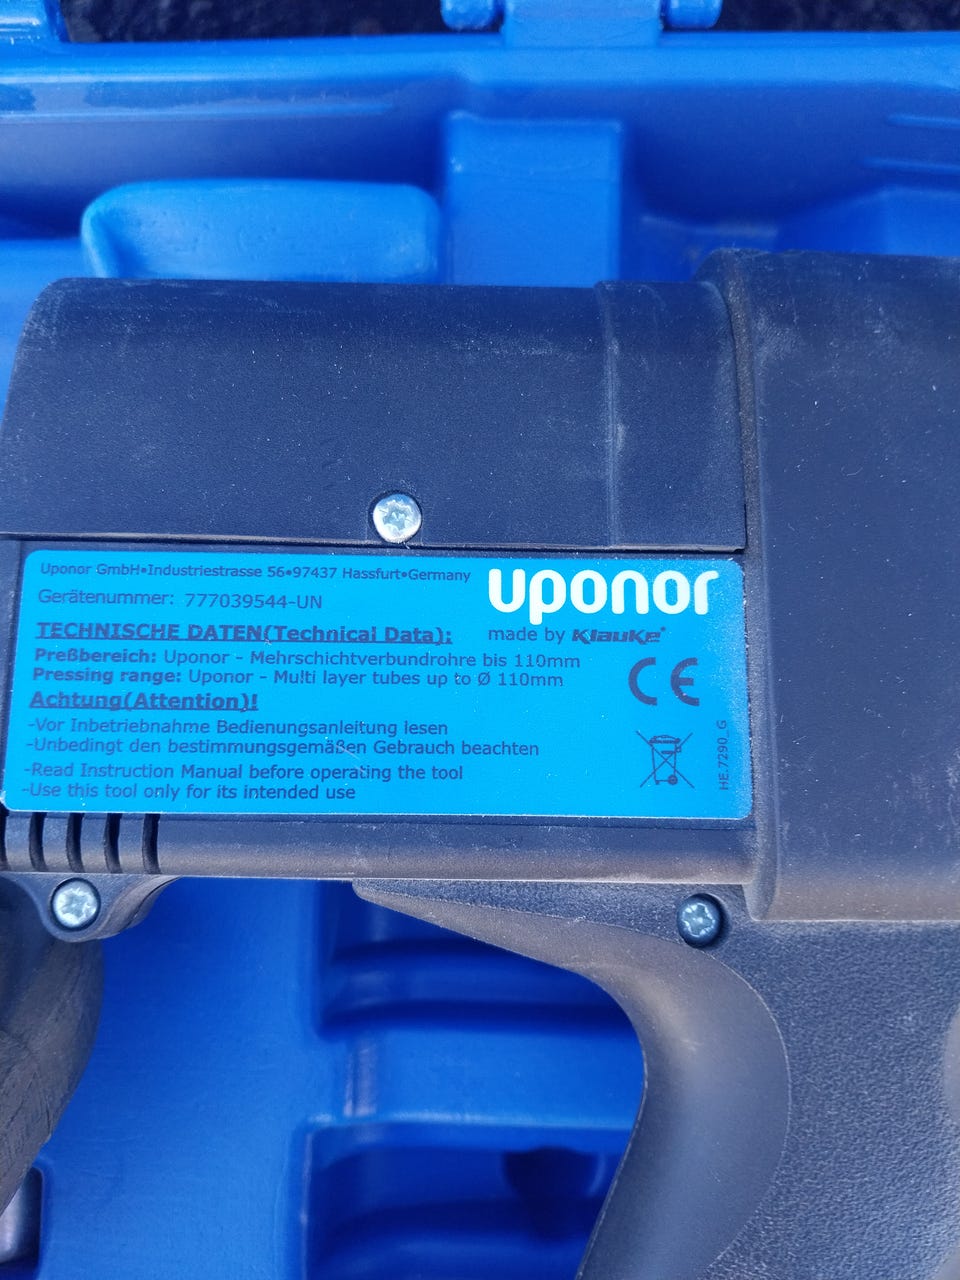 Uponor GmbH•Industriestrasse 56•97437 Hassfurt•Germany
uponor
Gerätenummer: 777039544-UN
made by Klauke®
TECHNISCHE DATEN(Technical Data):
Preßbereich: Uponor - Mehrschichtverbundrohre bis 110mm
Pressing range: Uponor - Multi layer tubes up to Ø 110mm
CE
Achtung(Attention)!
-Vor Inbetriebnahme Bedienungsanleitung lesen
-Unbedingt den bestimmungsgemäßen Gebrauch beachten
-Read Instruction Manual before operating the tool
-Use this tool only for its intended use
HE.7290_G